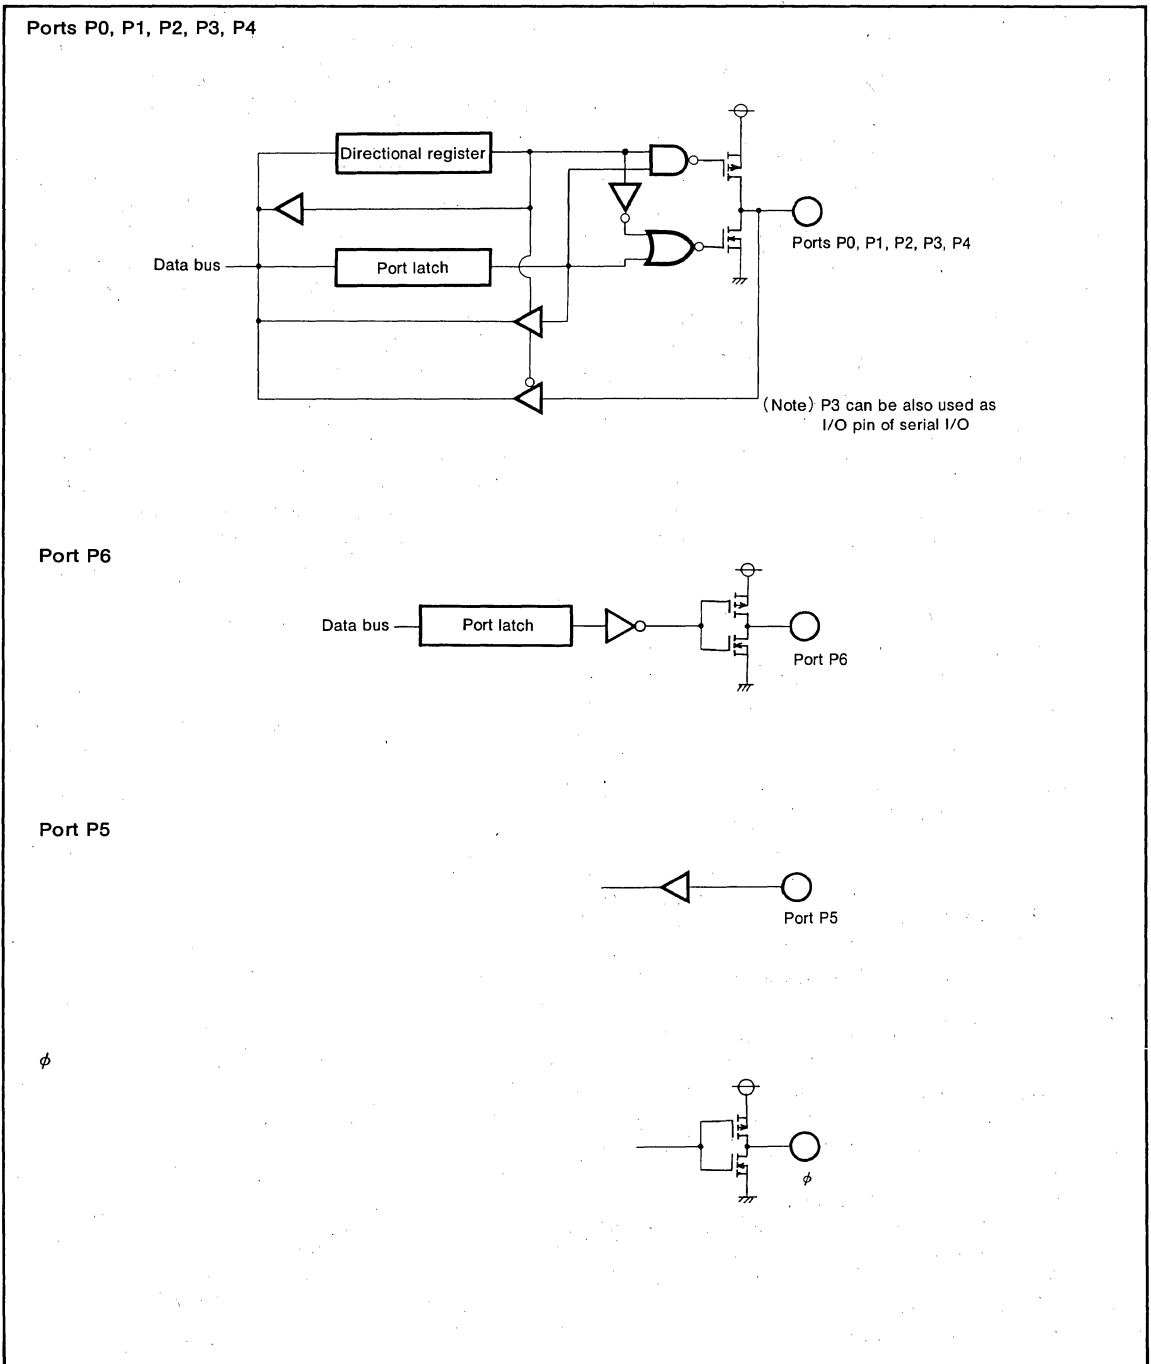 Ports P0, P1, P2, P3, P4
Directional register
Ports P0, P1, P2, P3, P4
Data bus
Port latch
(Note) P3 can be also used as
I/O pin of serial I/O
Port P6
Data bus
Port latch
Port P6
Port P5
Port P5
ϕ
ϕ